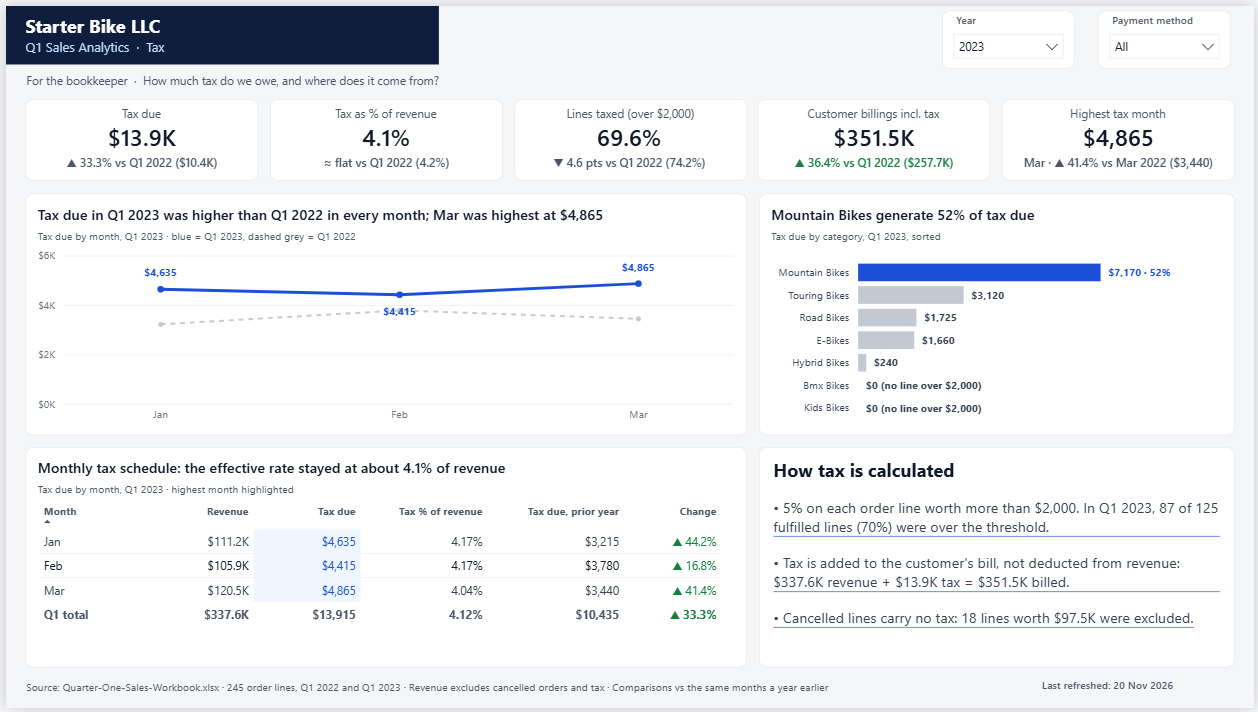 Starter Bike LLC
Q1 Sales Analytics · Tax
Year
2023
Payment method
All
For the bookkeeper · How much tax do we owe, and where does it come from?
Tax due
$13.9K
▲ 33.3% vs Q1 2022 ($10.4K)
Tax as % of revenue
4.1%
≈ flat vs Q1 2022 (4.2%)
Lines taxed (over $2,000)
69.6%
▼ 4.6 pts vs Q1 2022 (74.2%)
Customer billings incl. tax
$351.5K
▲ 36.4% vs Q1 2022 ($257.7K)
Highest tax month
$4,865
Mar · ▲ 41.4% vs Mar 2022 ($3,440)
Tax due in Q1 2023 was higher than Q1 2022 in every month; Mar was highest at $4,865
Tax due by month, Q1 2023 · blue = Q1 2023, dashed grey = Q1 2022
$6K
$4K
$2K
$0K
$4,635
$4,415
$4,865
Jan
Feb
Mar
Mountain Bikes generate 52% of tax due
Tax due by category, Q1 2023, sorted
Mountain Bikes $7,170 · 52%
Touring Bikes $3,120
Road Bikes $1,725
E-Bikes $1,660
Hybrid Bikes $240
Bmx Bikes $0 (no line over $2,000)
Kids Bikes $0 (no line over $2,000)
Monthly tax schedule: the effective rate stayed at about 4.1% of revenue
Tax due by month, Q1 2023 · highest month highlighted
Month Revenue Tax due Tax % of revenue Tax due, prior year Change
Jan $111.2K $4,635 4.17% $3,215 ▲ 44.2%
Feb $105.9K $4,415 4.17% $3,780 ▲ 16.8%
Mar $120.5K $4,865 4.04% $3,440 ▲ 41.4%
Q1 total $337.6K $13,915 4.12% $10,435 ▲ 33.3%
How tax is calculated
• 5% on each order line worth more than $2,000. In Q1 2023, 87 of 125
fulfilled lines (70%) were over the threshold.
• Tax is added to the customer's bill, not deducted from revenue:
$337.6K revenue + $13.9K tax = $351.5K billed.
• Cancelled lines carry no tax: 18 lines worth $97.5K were excluded.
Source: Quarter-One-Sales-Workbook.xlsx · 245 order lines, Q1 2022 and Q1 2023 · Revenue excludes cancelled orders and tax · Comparisons vs the same months a year earlier
Last refreshed: 20 Nov 2026